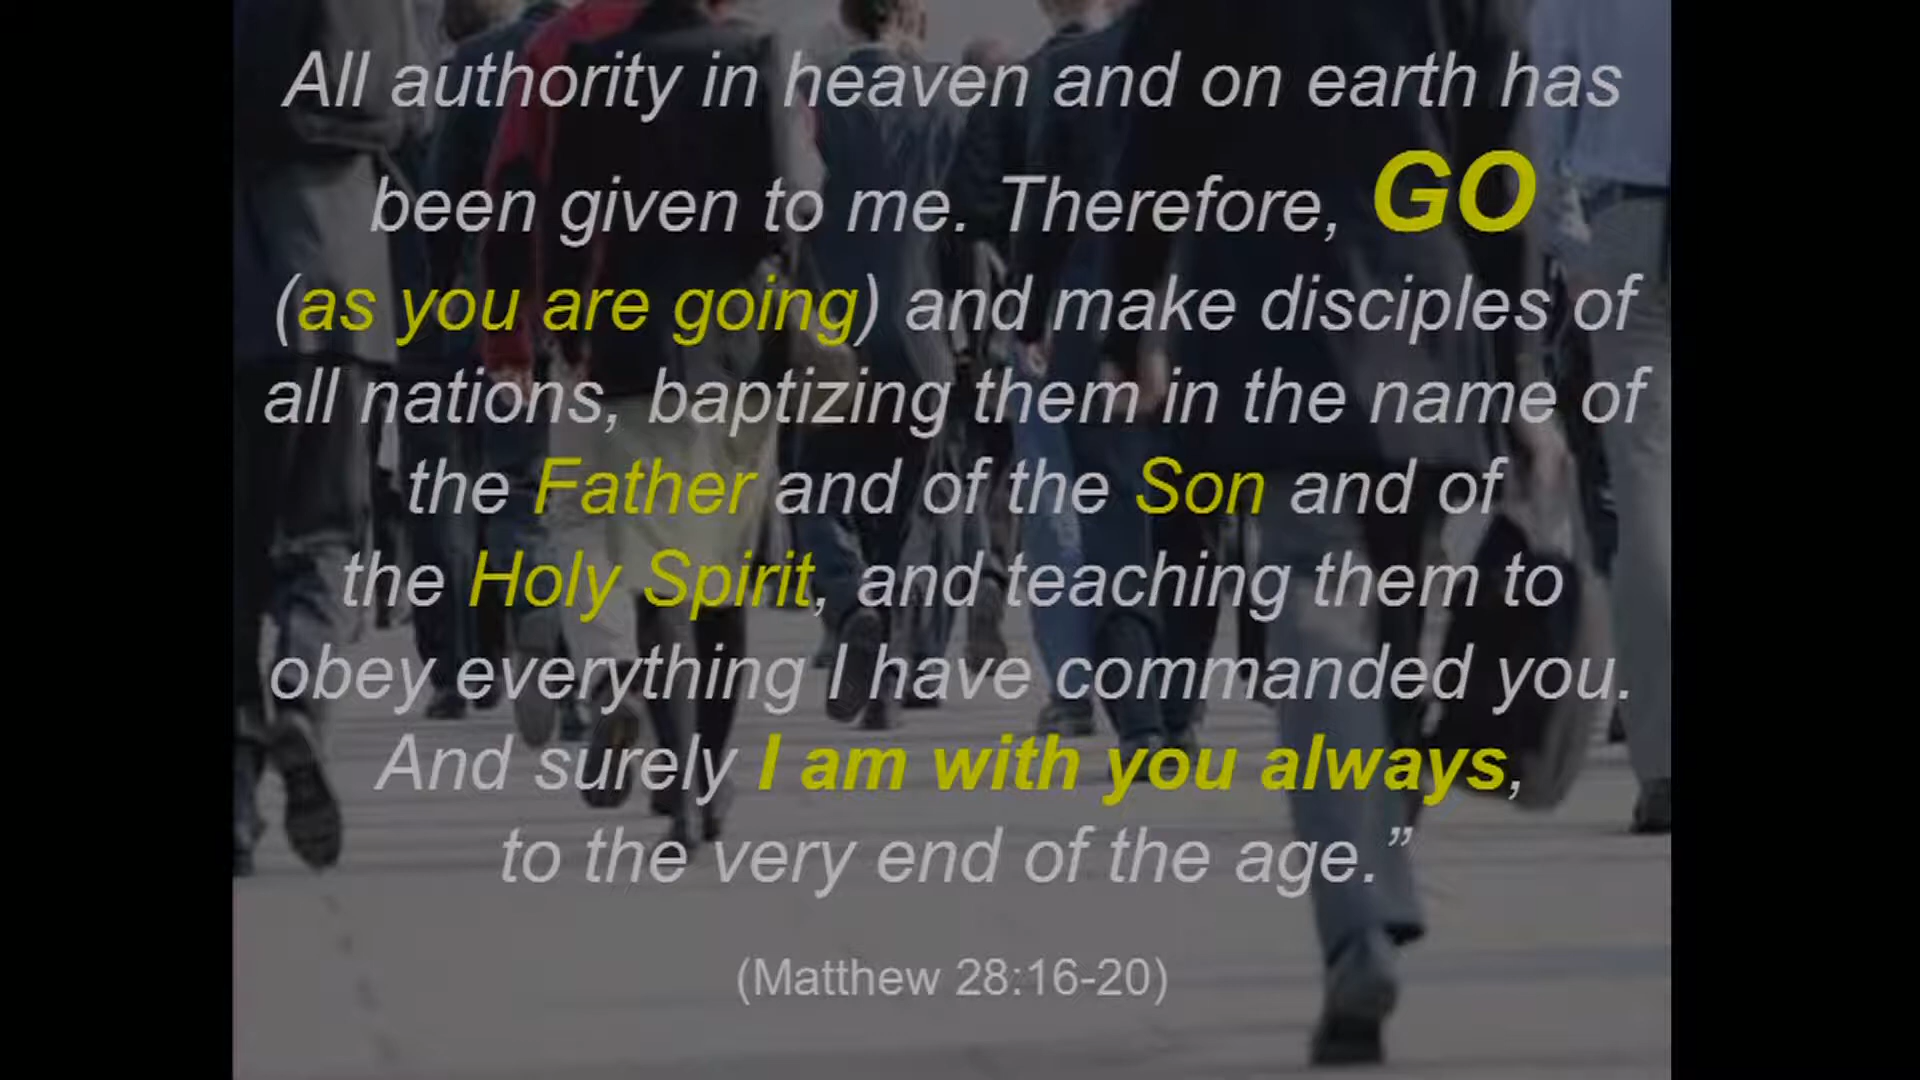 All authority in heaven and on earth has
been given to me. Therefore, GO
(as you are going) and make disciples of
all nations, baptizing them in the name of
the Father and of the Son and of
the Holy Spirit, and teaching them to
obey everything I have commanded you.
And surely I am with you always,
to the very end of the age.”
(Matthew 28:16-20)